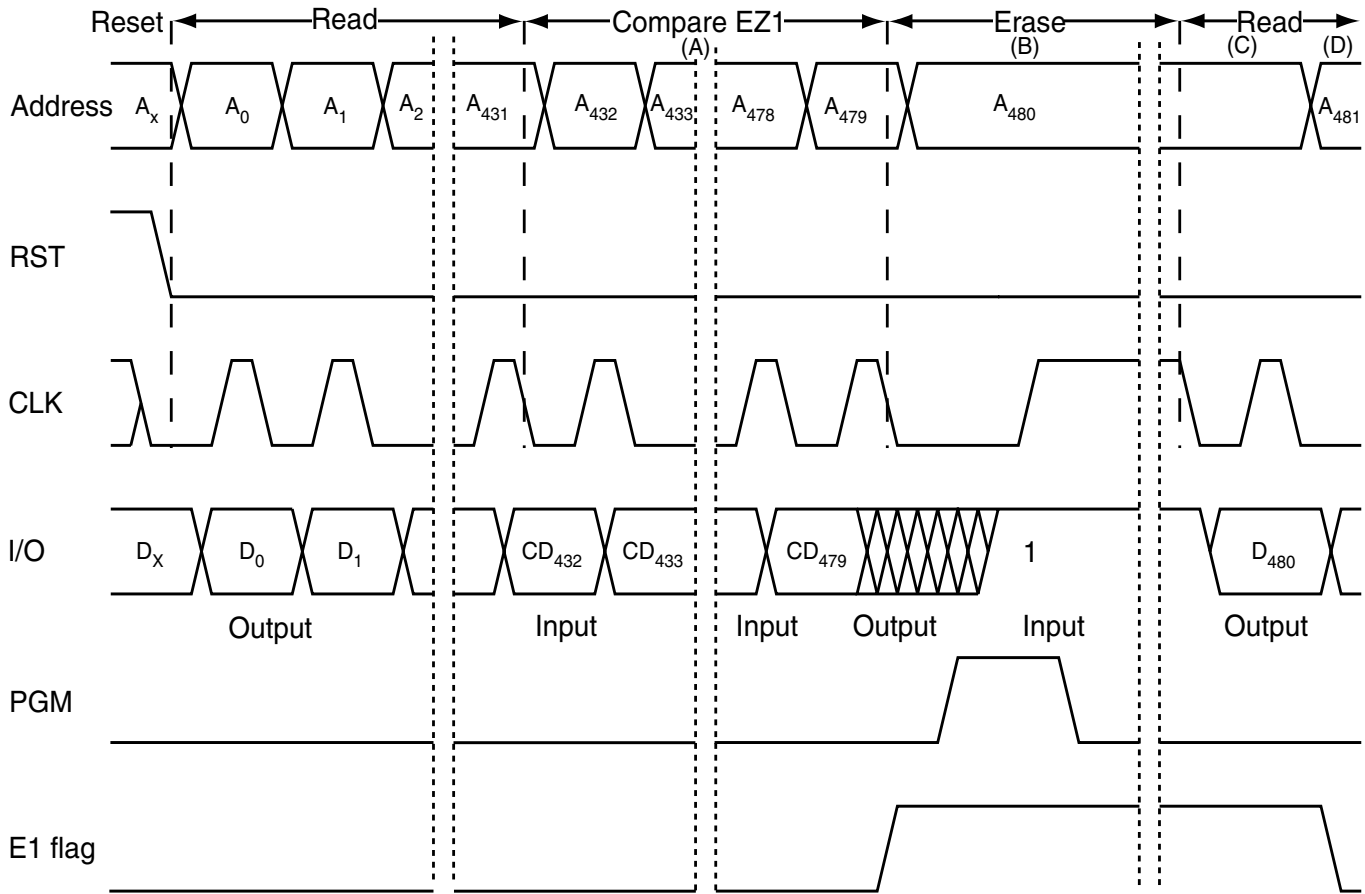 Reset Read Compare EZ1 Erase Read
(A) (B) (C) (D)
Address Aₓ A₀ A₁ A₂ A₄₃₁ A₄₃₂ A₄₃₃ A₄₇₈ A₄₇₉ A₄₈₀ A₄₈₁
RST
CLK
I/O D_X D₀ D₁ CD₄₃₂ CD₄₃₃ CD₄₇₉ 1 D₄₈₀
Output Input Input Output Input Output
PGM
E1 flag